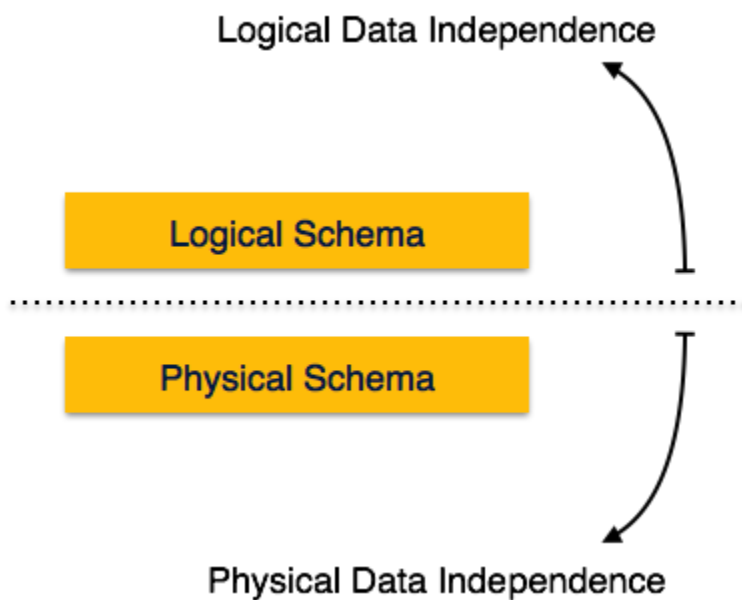 Logical Data Independence
Logical Schema
Physical Schema
Physical Data Independence